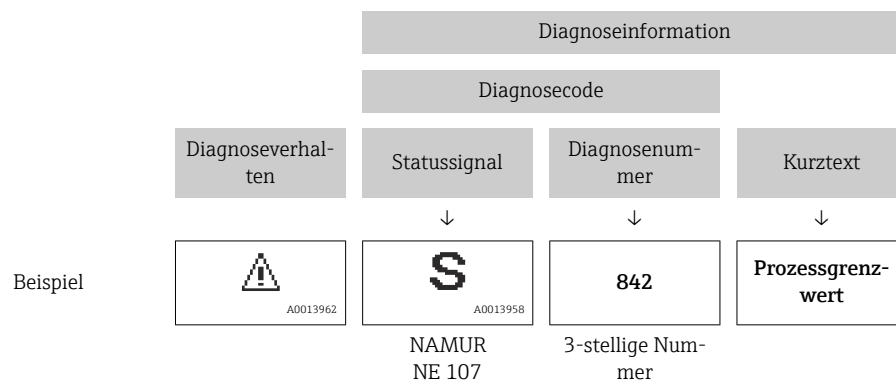 Diagnoseinformation
Diagnosecode
Diagnoseverhal-
ten
Statussignal
Diagnosenum-
mer
Kurztext
↓ ↓ ↓
Beispiel
A0013962
S
A0013958
842
Prozessgrenz-
wert
NAMUR
NE 107
3-stellige Num-
mer